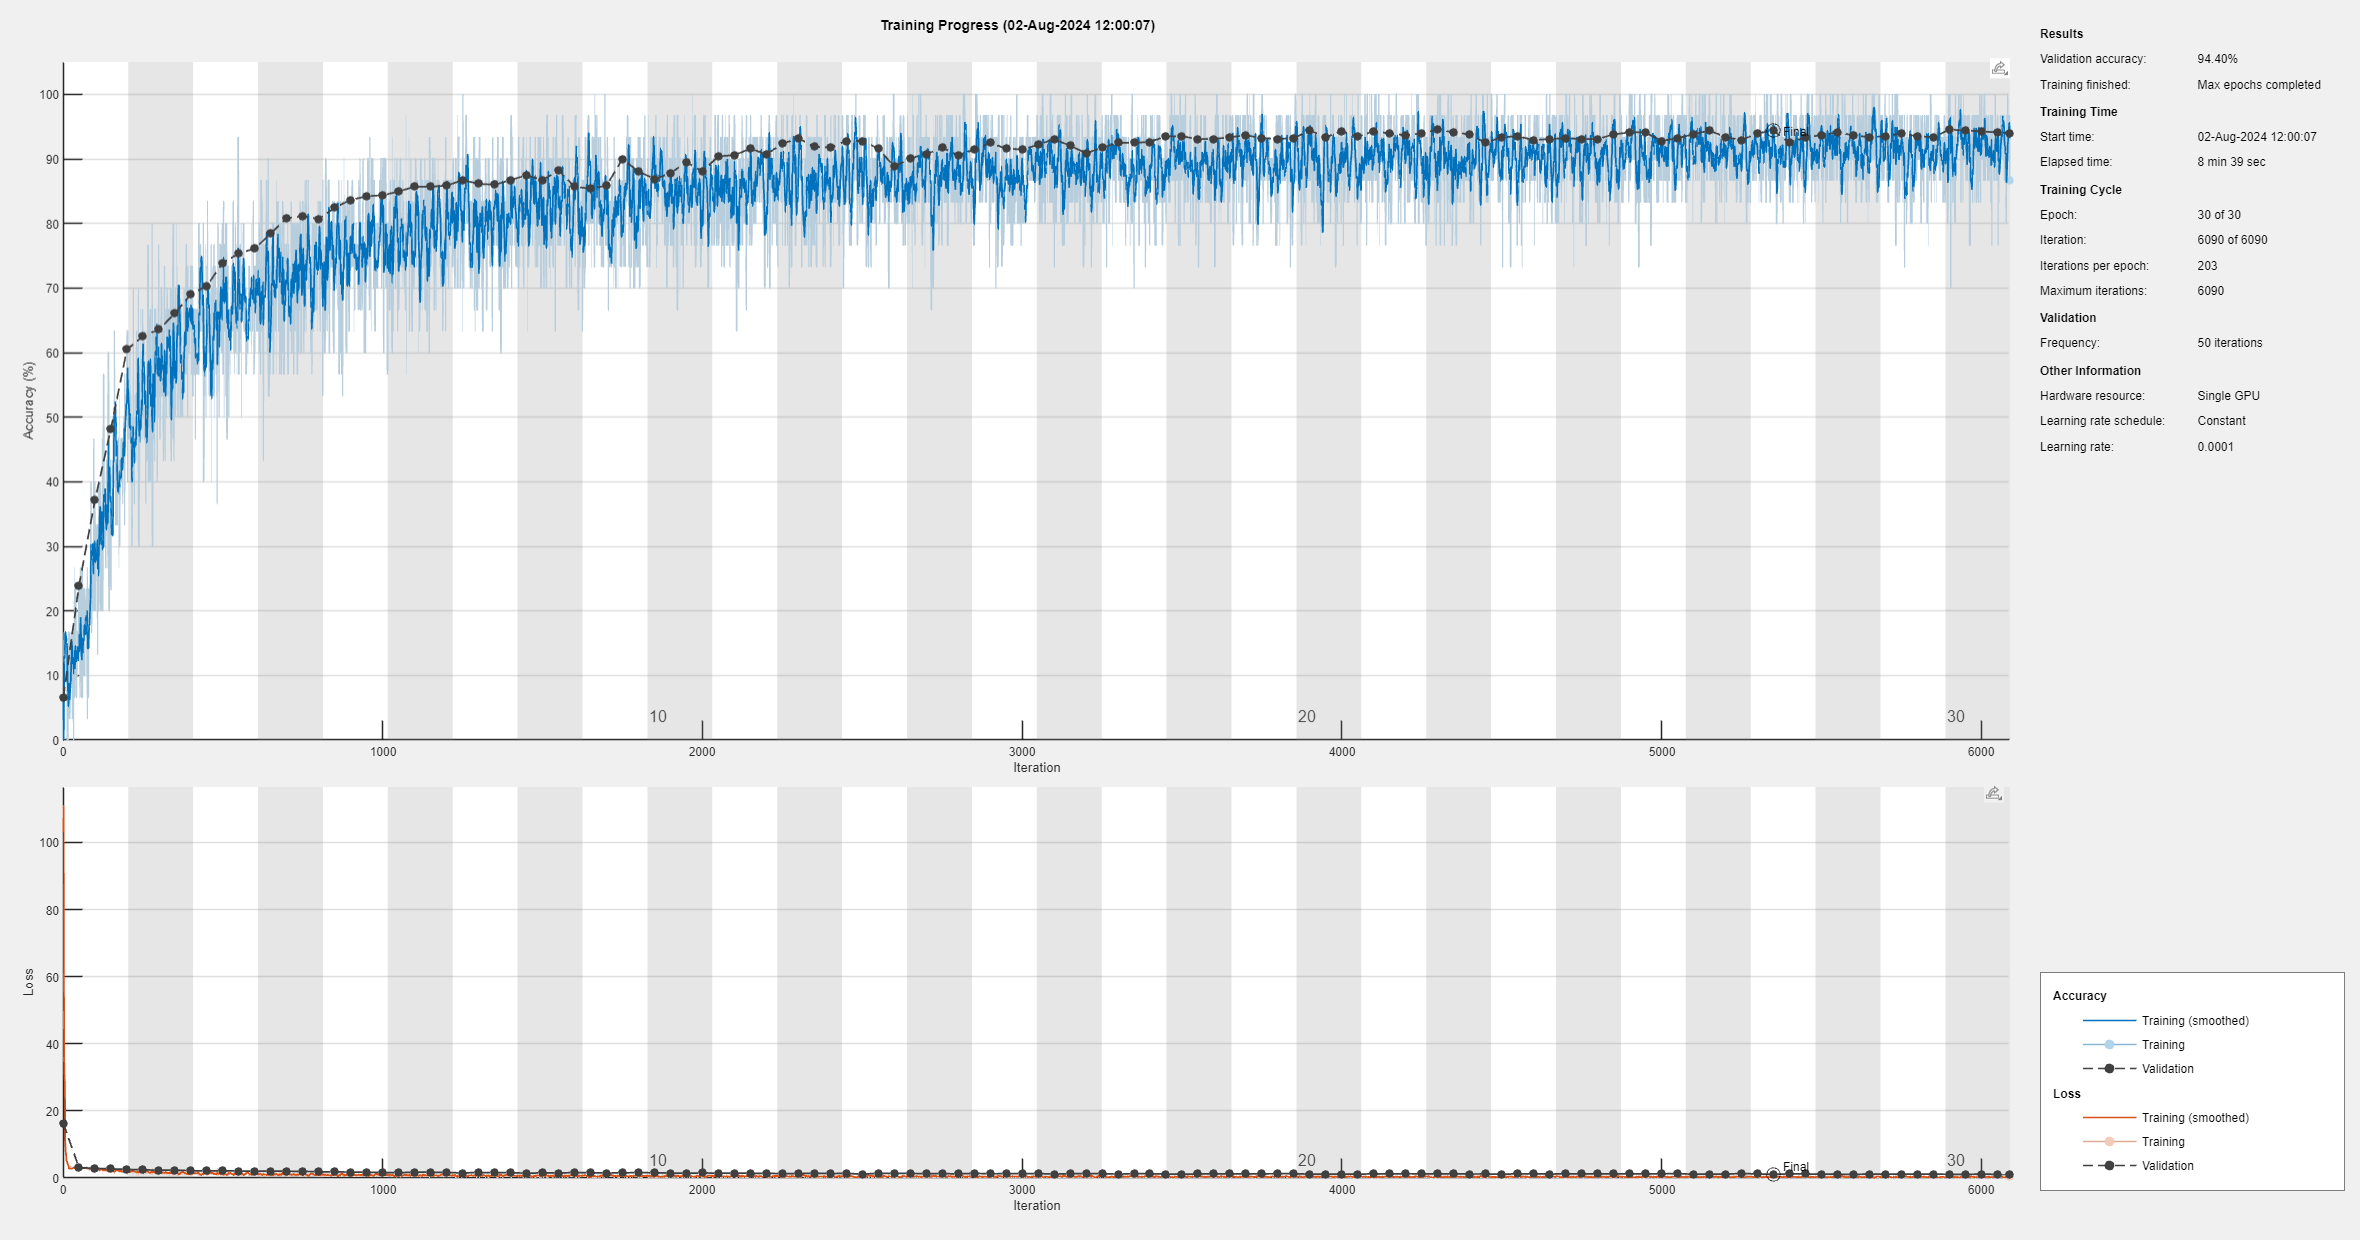 Training Progress (02-Aug-2024 12:00:07)
100
90
80
70
60
50
40
30
20
10
0
Accuracy (%)
Final
10
20
30
0
1000
2000
3000
4000
5000
6000
Iteration
100
80
60
40
20
0
Loss
Final
10
20
30
0
1000
2000
3000
4000
5000
6000
Iteration
Results
Validation accuracy: 94.40%
Training finished: Max epochs completed
Training Time
Start time: 02-Aug-2024 12:00:07
Elapsed time: 8 min 39 sec
Training Cycle
Epoch: 30 of 30
Iteration: 6090 of 6090
Iterations per epoch: 203
Maximum iterations: 6090
Validation
Frequency: 50 iterations
Other Information
Hardware resource: Single GPU
Learning rate schedule: Constant
Learning rate: 0.0001
Accuracy
Training (smoothed)
Training
Validation
Loss
Training (smoothed)
Training
Validation